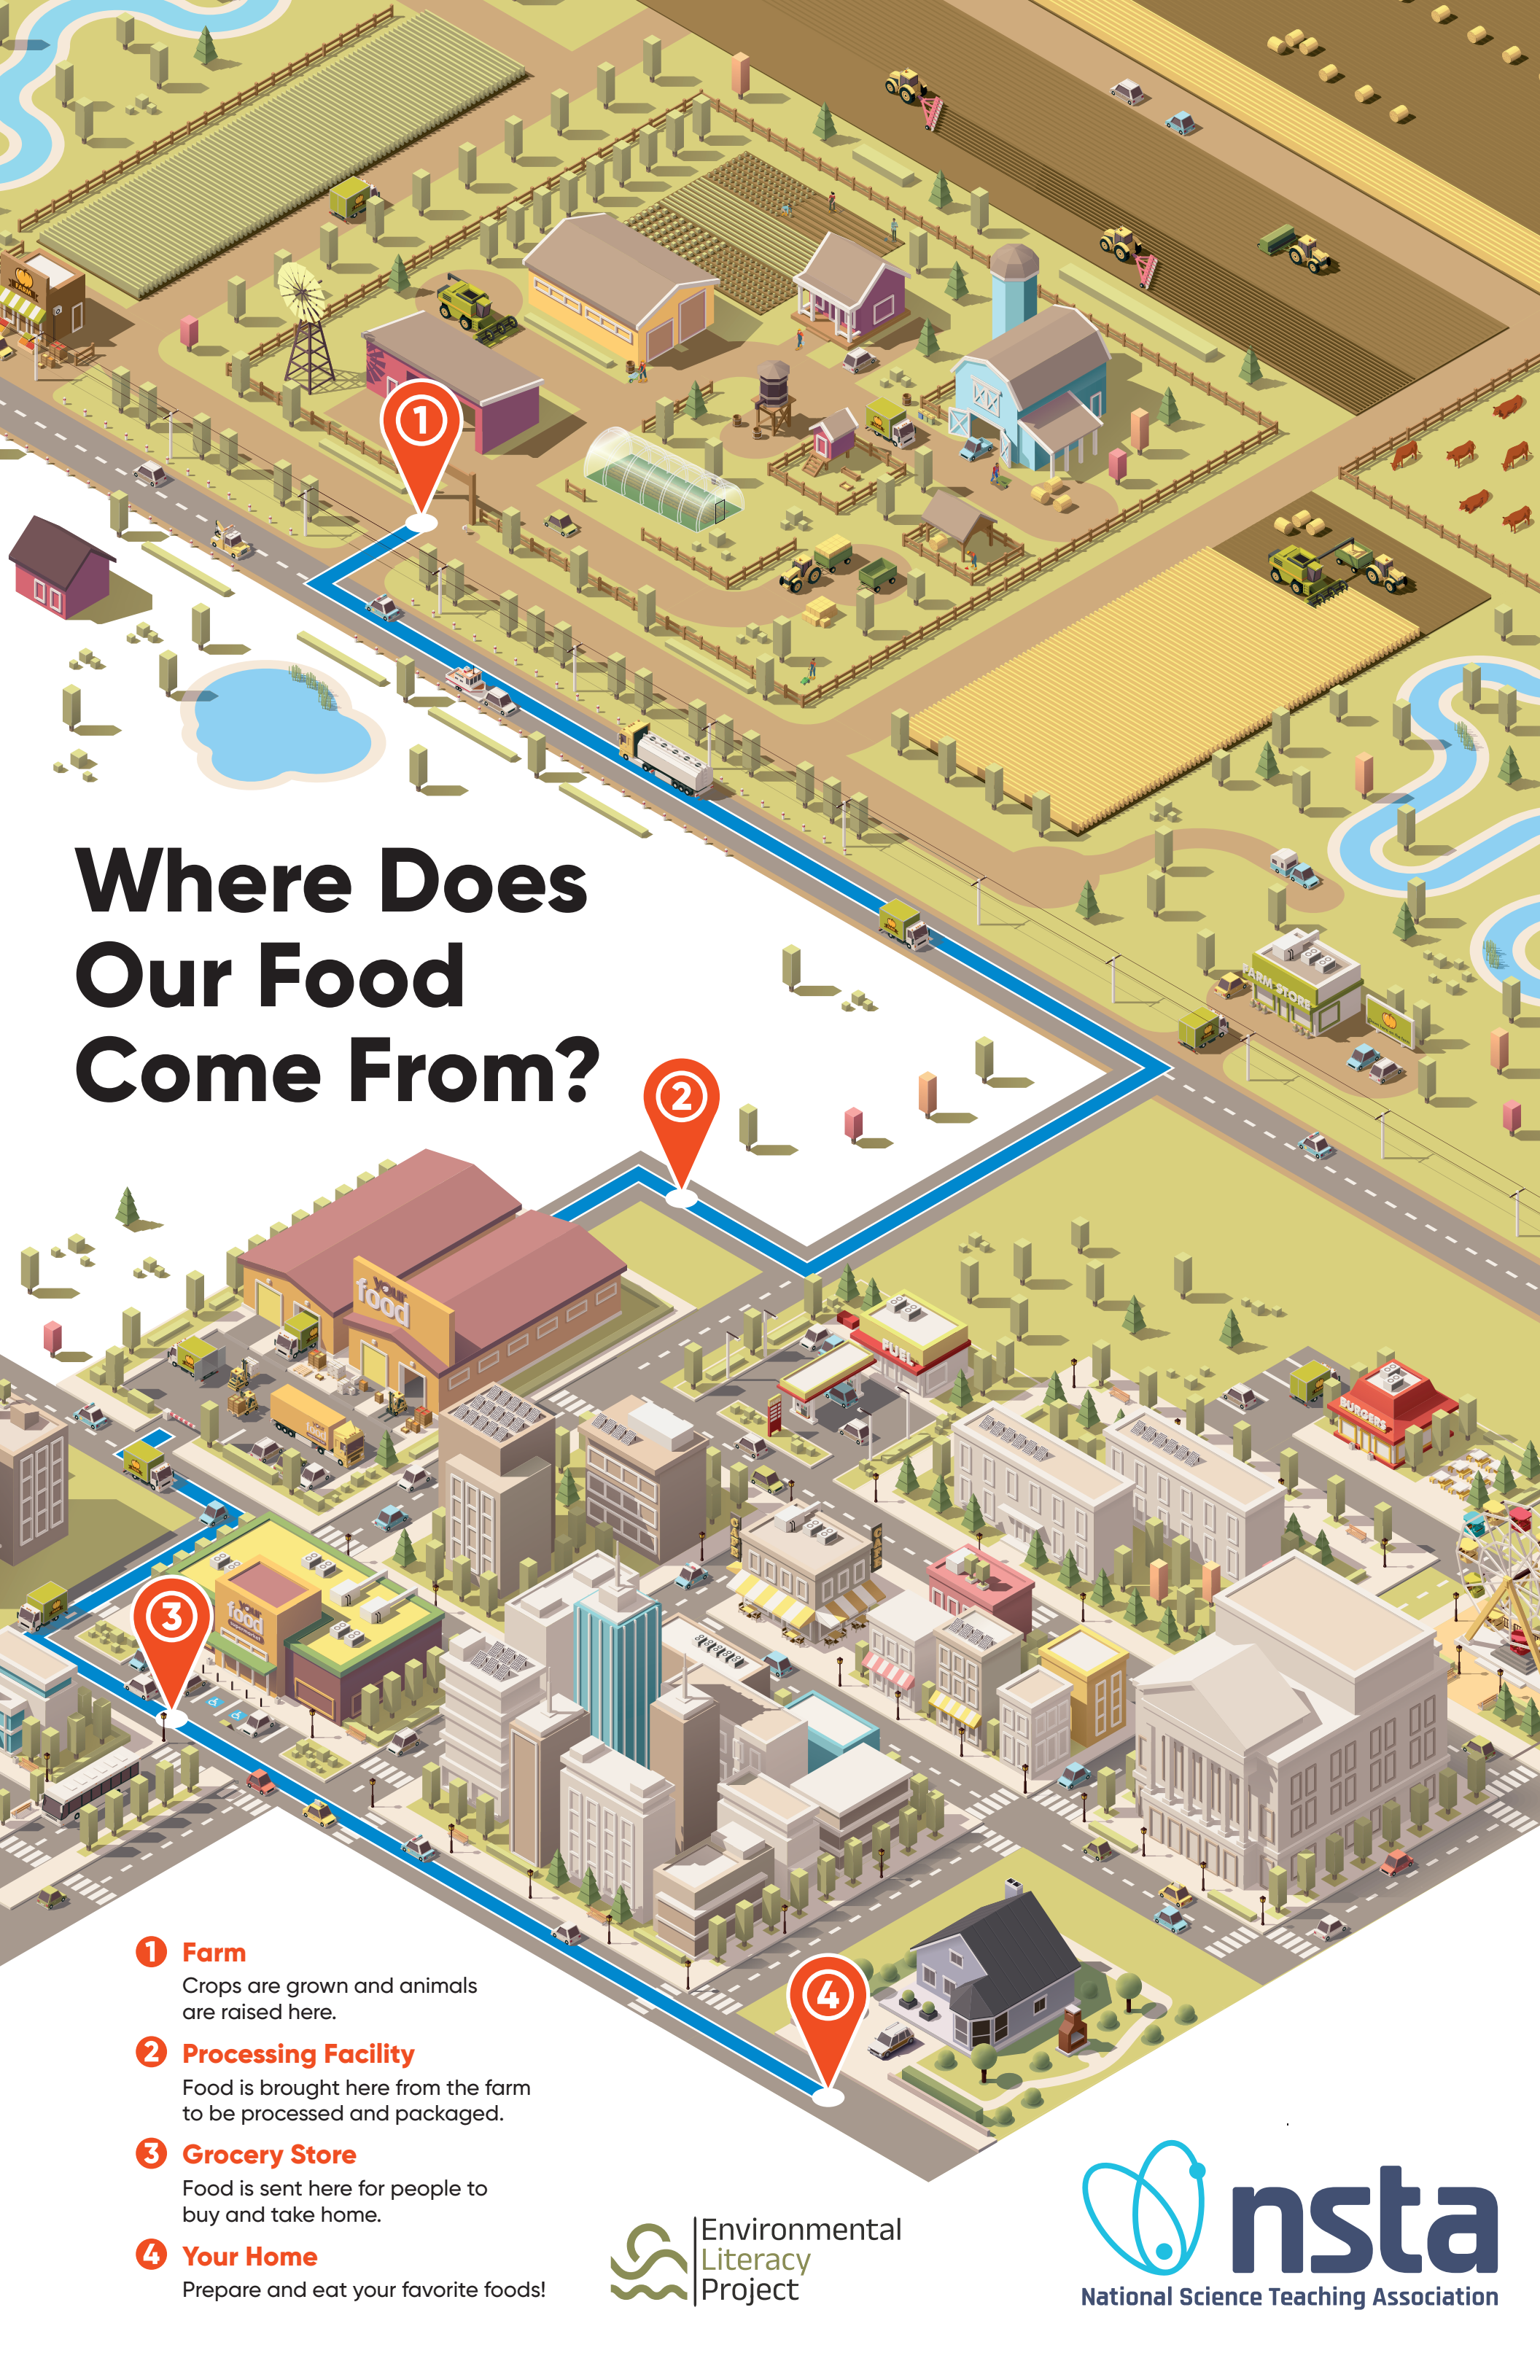 1
FARM STORE
Where Does
Our Food
Come From?
2
your
food
FUEL
BURGERS
CAFE
CAFE
3
your
food
4
1 Farm
Crops are grown and animals
are raised here.
2 Processing Facility
Food is brought here from the farm
to be processed and packaged.
3 Grocery Store
Food is sent here for people to
buy and take home.
4 Your Home
Prepare and eat your favorite foods!
Environmental
Literacy
Project
nsta
National Science Teaching Association